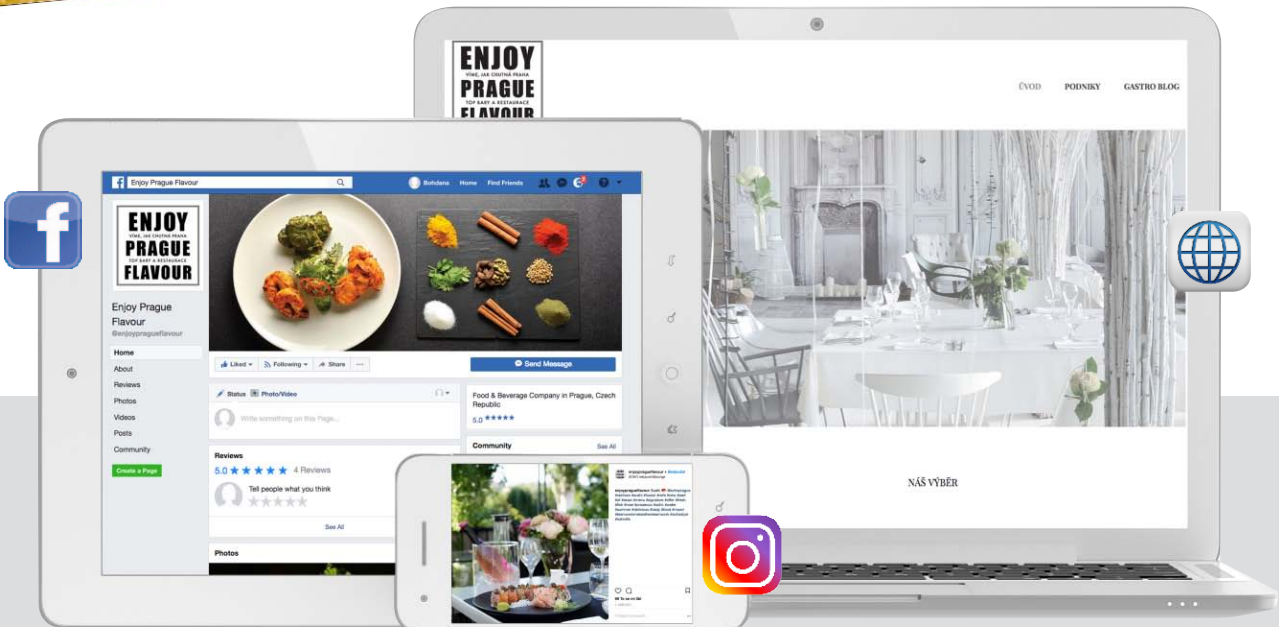 ENJOY
VÍME, JAK CHUTNÁ PRAHA
PRAGUE
TOP BARY A RESTAURACE
FLAVOUR
ÚVOD PODNIKY GASTRO BLOG
NÁŠ VÝBĚR
Enjoy Prague Flavour
Bohdana Home Find Friends
ENJOY
VÍME, JAK CHUTNÁ PRAHA
PRAGUE
TOP BARY A RESTAURACE
FLAVOUR
Enjoy Prague
Flavour
@enjoypragueflavour
Home
About
Reviews
Photos
Videos
Posts
Community
Create a Page
Liked Following Share
Send Message
Status Photo/Video
Write something on this Page...
Food & Beverage Company in Prague, Czech
Republic
5.0
Community See All
Reviews
5.0 4 Reviews
Tell people what you think
See All
Photos
enjoypragueflavour